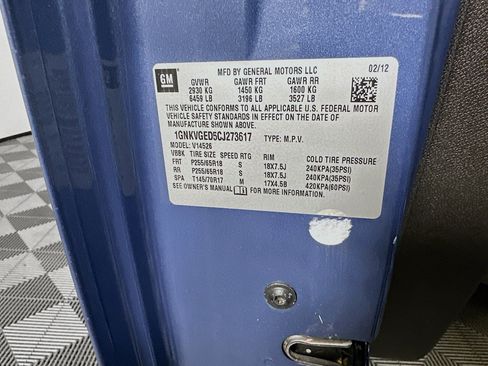 GM
MFD BY GENERAL MOTORS LLC 02/12
GVWR GAWR FRT GAWR RR
2930 KG 1450 KG 1600 KG
6459 LB 3196 LB 3527 LB
THIS VEHICLE CONFORMS TO ALL APPLICABLE U.S. FEDERAL MOTOR
VEHICLE SAFETY STANDARDS IN EFFECT ON THE DATE OF
MANUFACTURE SHOWN ABOVE.
1GNKVGED5CJ273617 TYPE: M.P.V.
MODEL: V14526
VBBK TIRE SIZE SPEED RTG RIM COLD TIRE PRESSURE
FRT P255/65R18 S 18X7.5J 240KPA(35PSI)
RR P255/65R18 S 18X7.5J 240KPA(35PSI)
SPA T145/70R17 M 17X4.5B 420KPA(60PSI)
SEE OWNER'S MANUAL FOR MORE INFORMATION.